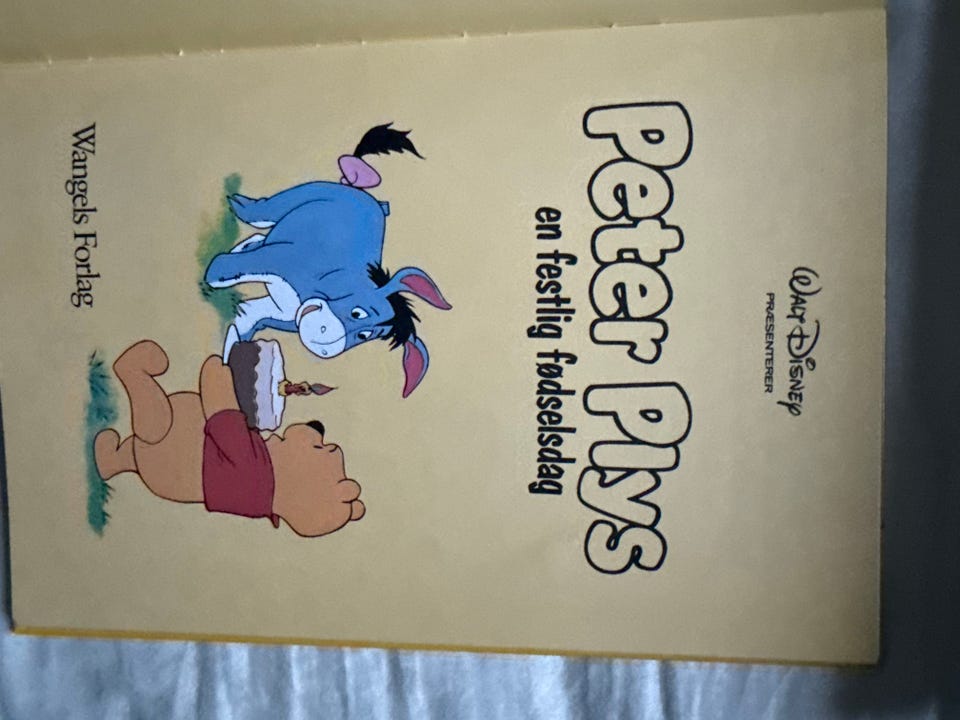 Walt Disney
PRÆSENTERER
Peter Plys
en festlig fødselsdag
Wangels Forlag